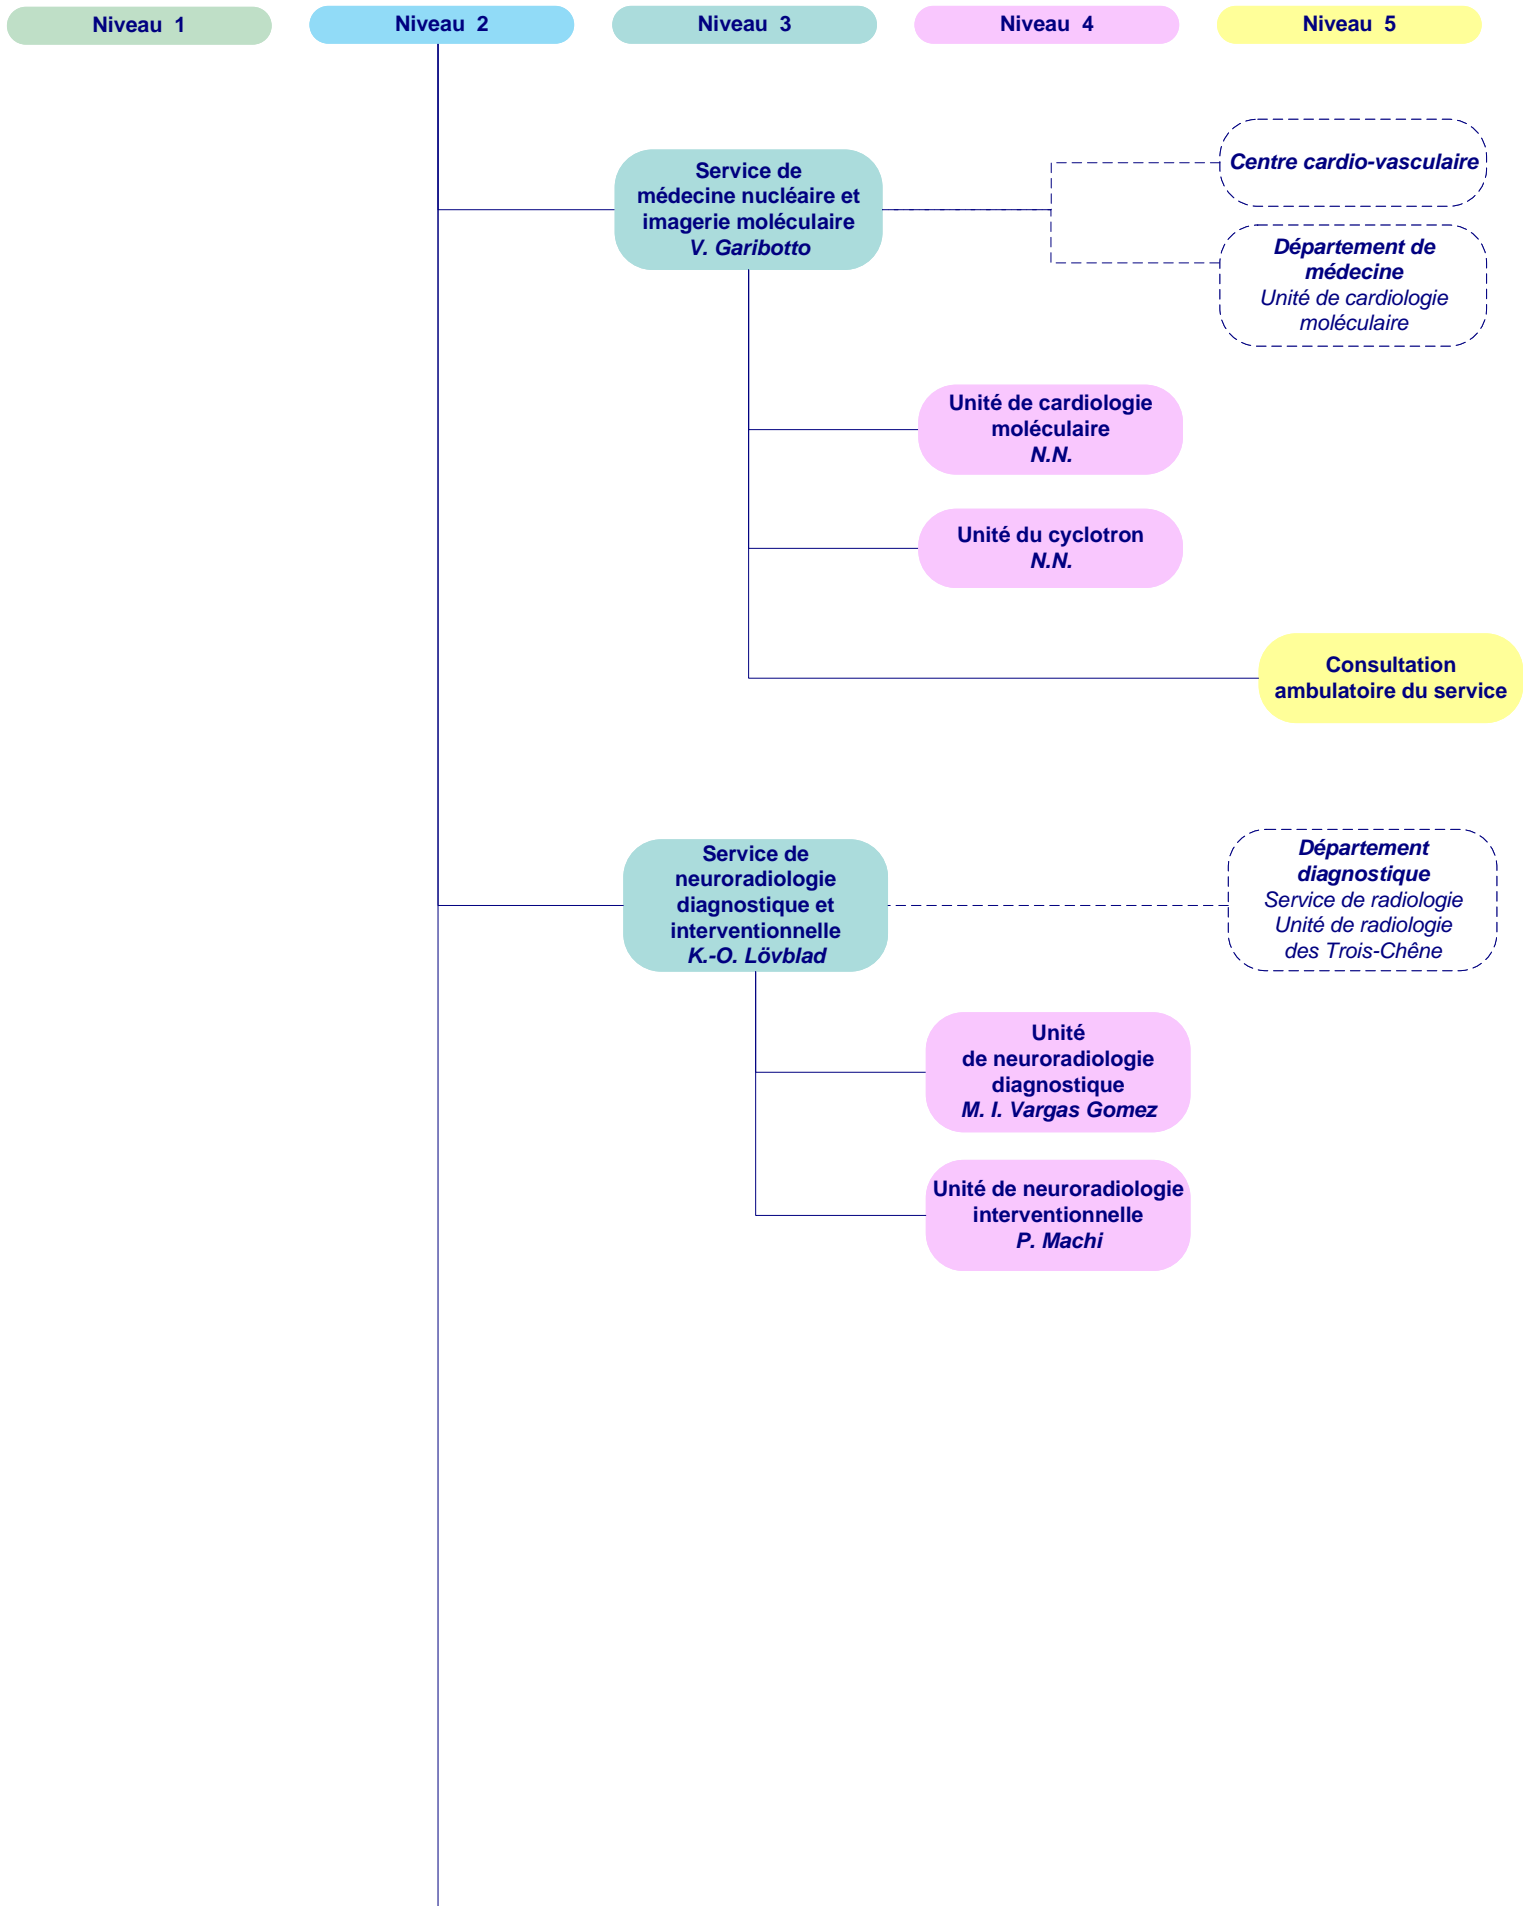 Niveau 1
Niveau 2
Niveau 3
Niveau 4
Niveau 5
Service de
médecine nucléaire et
imagerie moléculaire
V. Garibotto
Centre cardio-vasculaire
Département de
médecine
Unité de cardiologie
moléculaire
Unité de cardiologie
moléculaire
N.N.
Unité du cyclotron
N.N.
Consultation
ambulatoire du service
Service de
neuroradiologie
diagnostique et
interventionnelle
K.-O. Lövblad
Département
diagnostique
Service de radiologie
Unité de radiologie
des Trois-Chêne
Unité
de neuroradiologie
diagnostique
M. I. Vargas Gomez
Unité de neuroradiologie
interventionnelle
P. Machi